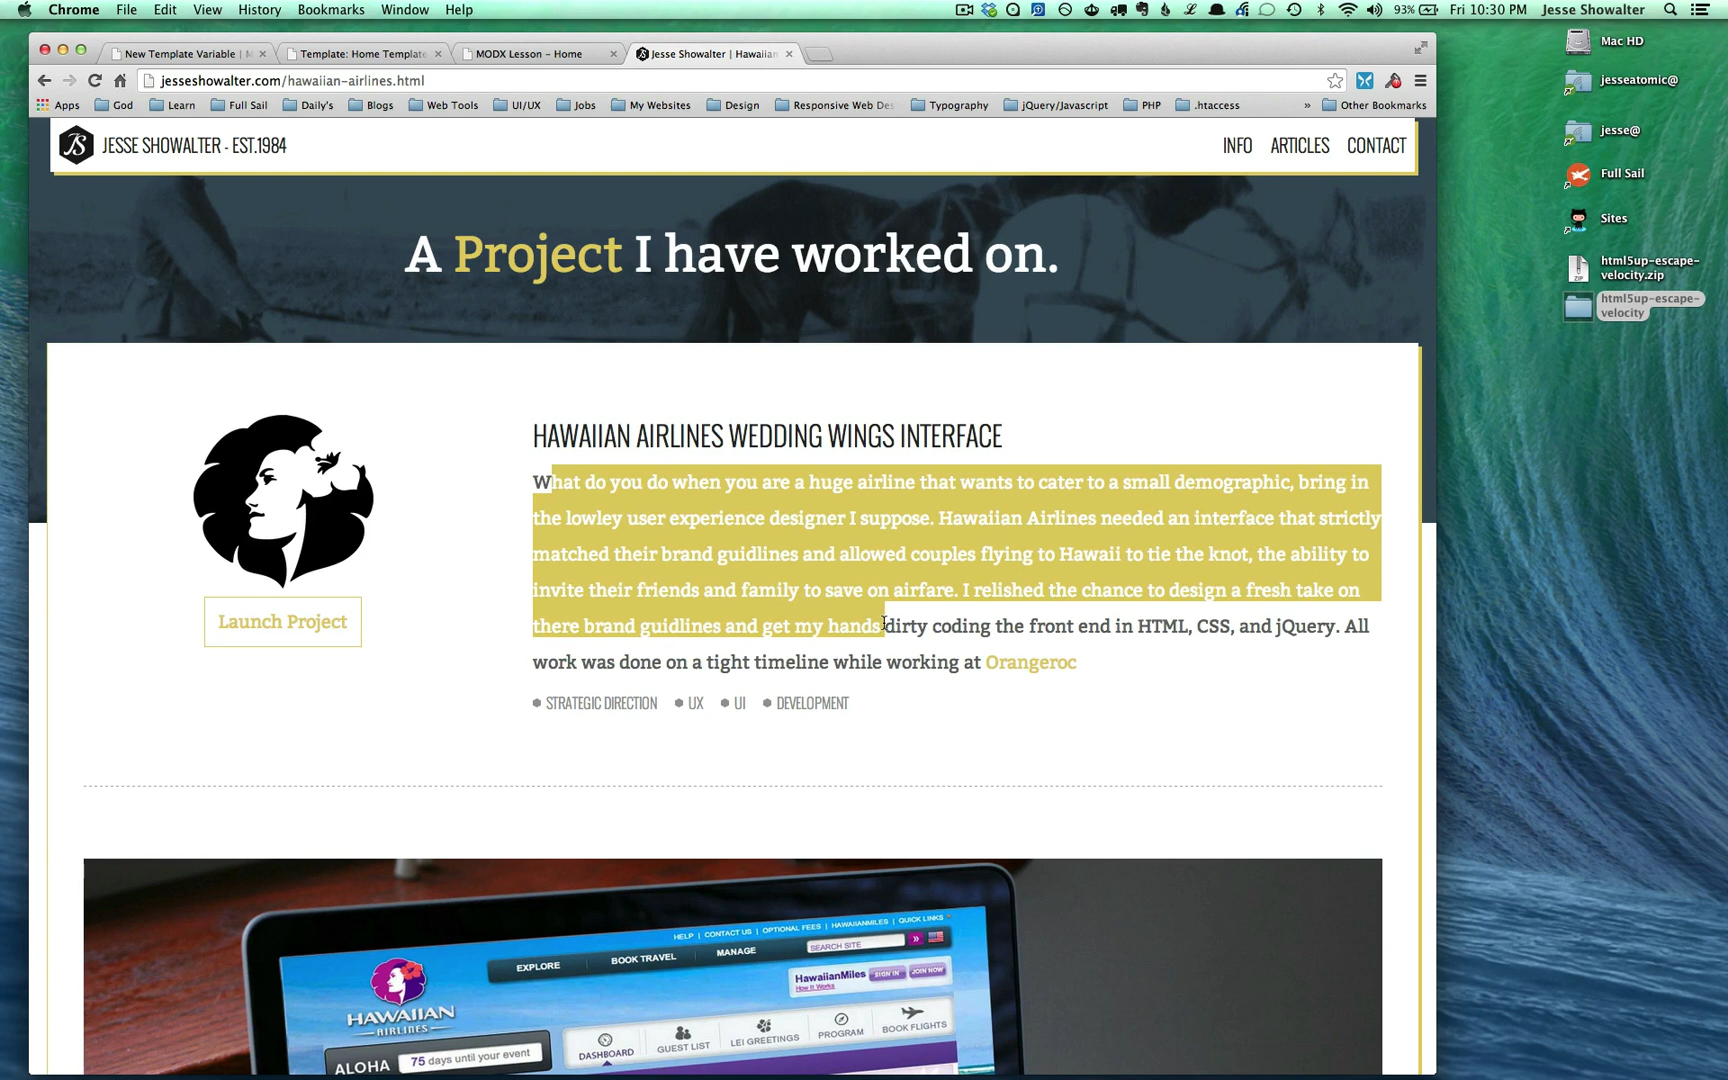 Chrome File Edit View History Bookmarks Window Help
93% Fri 10:30 PM Jesse Showalter
New Template Variable | M
Template: Home Template
MODX Lesson - Home
Jesse Showalter | Hawaiian
jesseshowalter.com/hawaiian-airlines.html
Apps God Learn Full Sail Daily's Blogs Web Tools UI/UX Jobs My Websites Design Responsive Web Des Typography jQuery/Javascript PHP .htaccess » Other Bookmarks
JS JESSE SHOWALTER - EST.1984
INFO ARTICLES CONTACT
A Project I have worked on.
Launch Project
HAWAIIAN AIRLINES WEDDING WINGS INTERFACE
What do you do when you are a huge airline that wants to cater to a small demographic, bring in
the lowley user experience designer I suppose. Hawaiian Airlines needed an interface that strictly
matched their brand guidlines and allowed couples flying to Hawaii to tie the knot, the ability to
invite their friends and family to save on airfare. I relished the chance to design a fresh take on
there brand guidlines and get my hands dirty coding the front end in HTML, CSS, and jQuery. All
work was done on a tight timeline while working at Orangeroc
STRATEGIC DIRECTION UX UI DEVELOPMENT
HELP | CONTACT US | OPTIONAL FEES | HAWAIIANMILES | QUICK LINKS
EXPLORE BOOK TRAVEL MANAGE
SEARCH SITE »
HawaiianMiles SIGN IN JOIN NOW
How It Works
HAWAIIAN
AIRLINES
ALOHA 75 days until your event
DASHBOARD GUEST LIST LEI GREETINGS PROGRAM BOOK FLIGHTS
Mac HD
jesseatomic@
jesse@
Full Sail
Sites
ZIP
html5up-escape-
velocity.zip
html5up-escape-
velocity